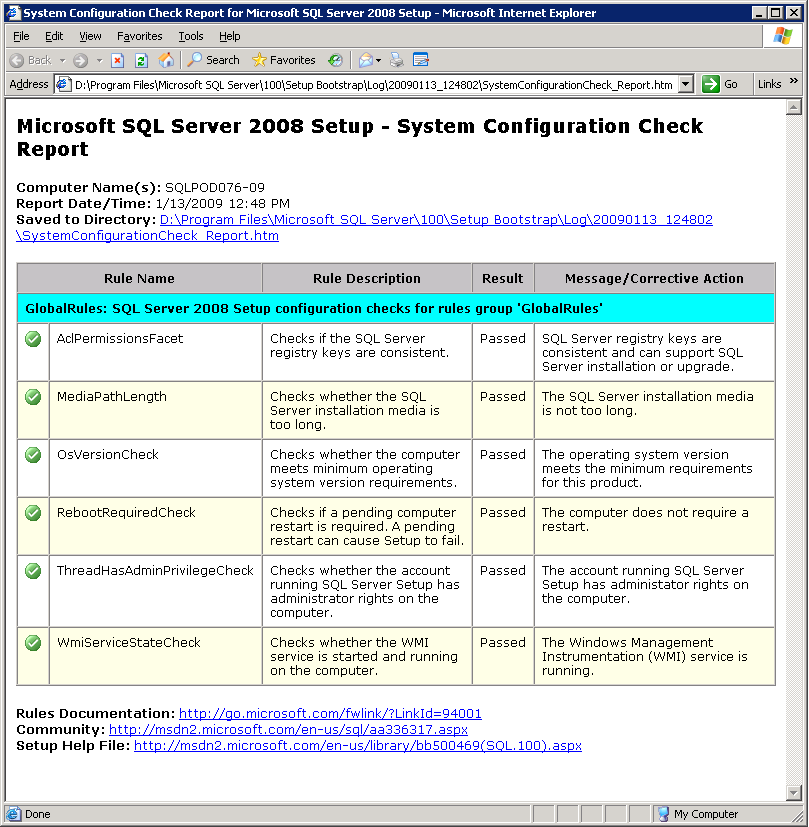 System Configuration Check Report for Microsoft SQL Server 2008 Setup - Microsoft Internet Explorer
File Edit View Favorites Tools Help
Back Search Favorites
Address D:\Program Files\Microsoft SQL Server\100\Setup Bootstrap\Log\20090113_124802\SystemConfigurationCheck_Report.htm Go Links »
Microsoft SQL Server 2008 Setup - System Configuration Check
Report
Computer Name(s): SQLPOD076-09
Report Date/Time: 1/13/2009 12:48 PM
Saved to Directory: D:\Program Files\Microsoft SQL Server\100\Setup Bootstrap\Log\20090113_124802
\SystemConfigurationCheck_Report.htm
Rule Name Rule Description Result Message/Corrective Action
GlobalRules: SQL Server 2008 Setup configuration checks for rules group 'GlobalRules'
AclPermissionsFacet Checks if the SQL Server Passed SQL Server registry keys are
registry keys are consistent. consistent and can support SQL
Server installation or upgrade.
MediaPathLength Checks whether the SQL Passed The SQL Server installation media
Server installation media is is not too long.
too long.
OsVersionCheck Checks whether the computer Passed The operating system version
meets minimum operating meets the minimum requirements
system version requirements. for this product.
RebootRequiredCheck Checks if a pending computer Passed The computer does not require a
restart is required. A pending restart.
restart can cause Setup to fail.
ThreadHasAdminPrivilegeCheck Checks whether the account Passed The account running SQL Server
running SQL Server Setup has Setup has administator rights on
administrator rights on the the computer.
computer.
WmiServiceStateCheck Checks whether the WMI Passed The Windows Management
service is started and running Instrumentation (WMI) service is
on the computer. running.
Rules Documentation: http://go.microsoft.com/fwlink/?LinkId=94001
Community: http://msdn2.microsoft.com/en-us/sql/aa336317.aspx
Setup Help File: http://msdn2.microsoft.com/en-us/library/bb500469(SQL.100).aspx
Done My Computer